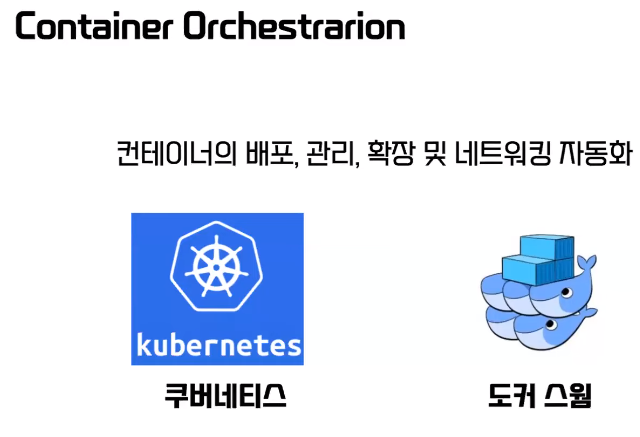 Container Orchestrarion
컨테이너의 배포, 관리, 확장 및 네트워킹 자동화
kubernetes
쿠버네티스
도커 스웜